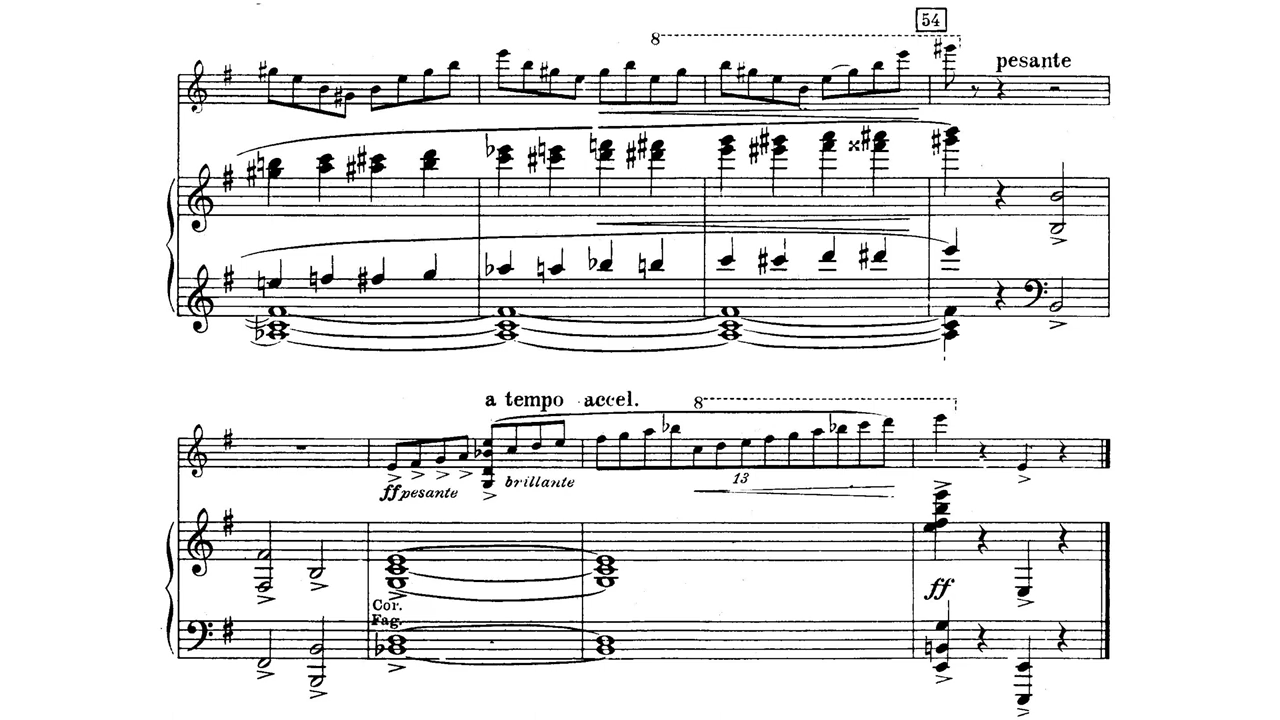 54
8
pesante
a tempo accel.
8
ff pesante
brillante
13
Cor.
Fag.
ff